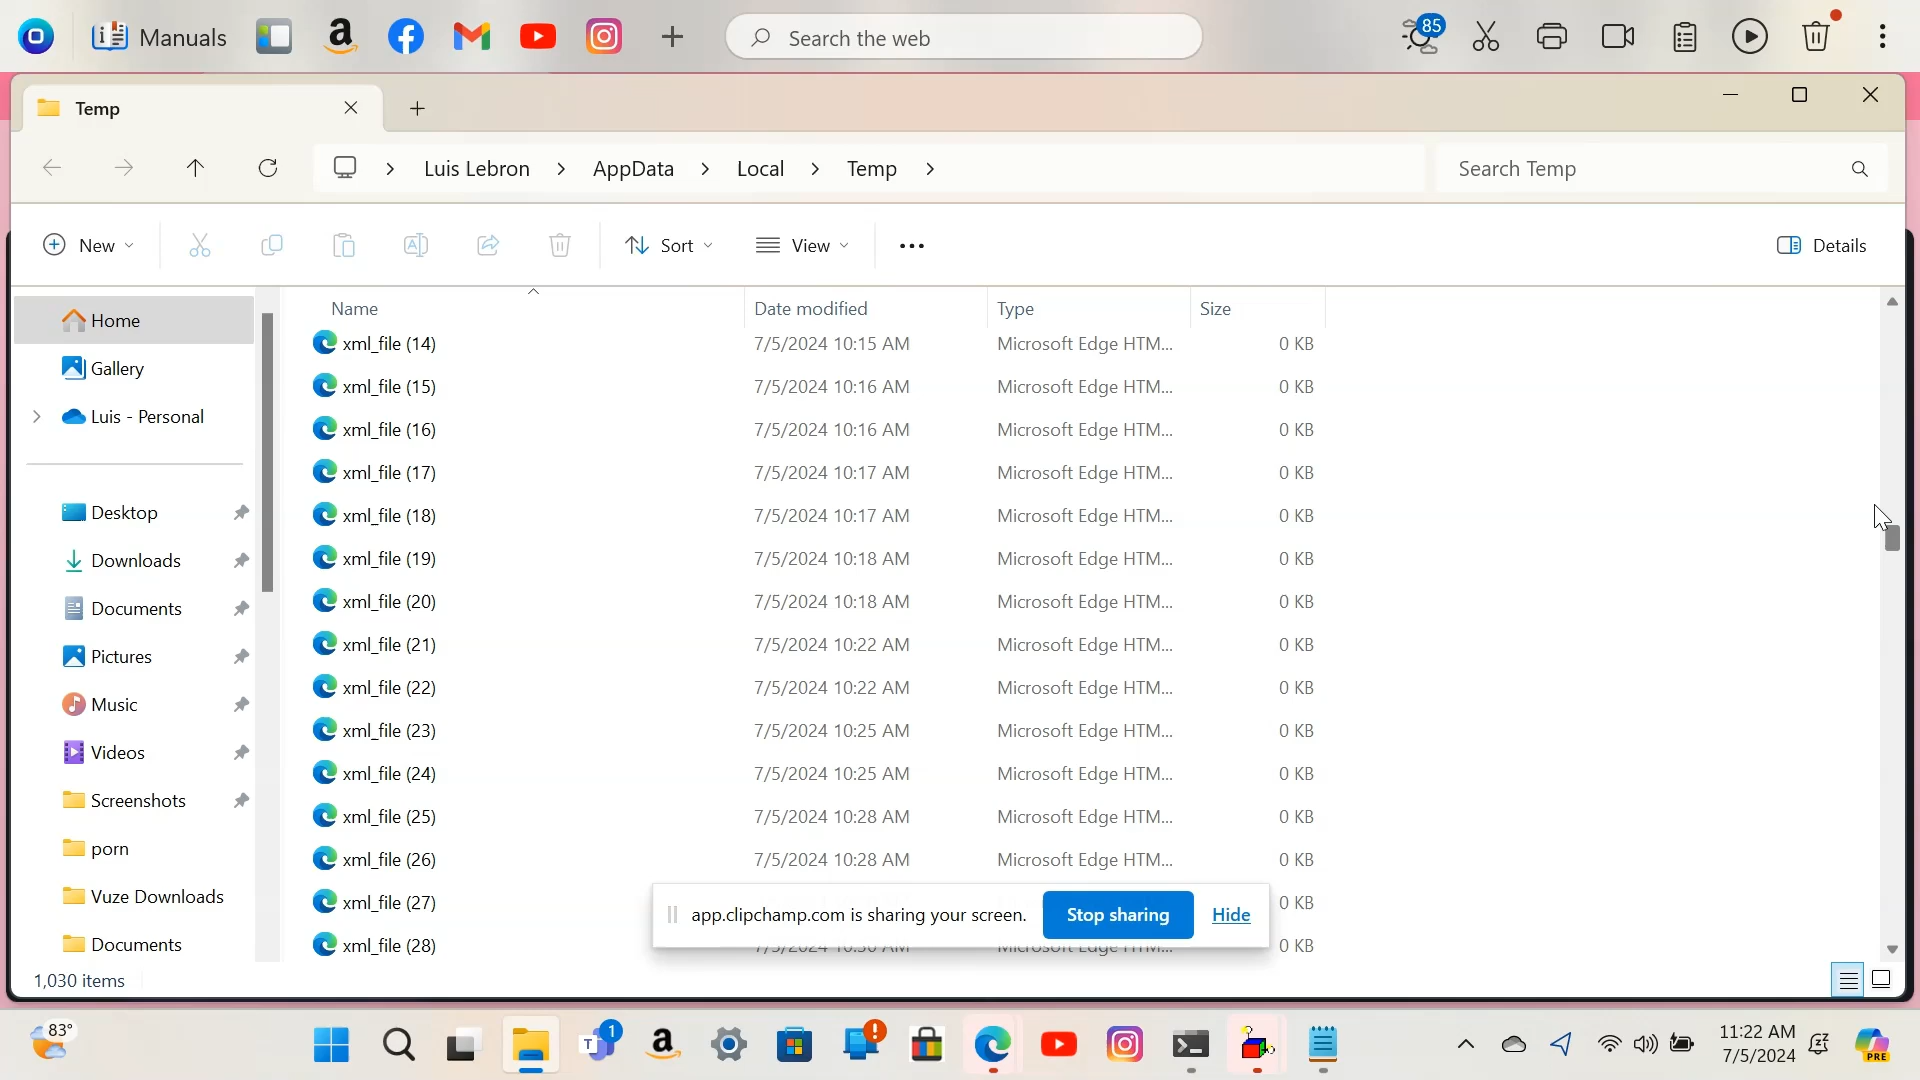 Manuals
Search the web
85
Temp
Luis Lebron
AppData
Local
Temp
Search Temp
New
Sort
View
Details
Name
Date modified
Type
Size
Home
Gallery
Luis - Personal
Desktop
Downloads
Documents
Pictures
Music
Videos
Screenshots
porn
Vuze Downloads
Documents
xml_file (14) 7/5/2024 10:15 AM Microsoft Edge HTM... 0 KB
xml_file (15) 7/5/2024 10:16 AM Microsoft Edge HTM... 0 KB
xml_file (16) 7/5/2024 10:16 AM Microsoft Edge HTM... 0 KB
xml_file (17) 7/5/2024 10:17 AM Microsoft Edge HTM... 0 KB
xml_file (18) 7/5/2024 10:17 AM Microsoft Edge HTM... 0 KB
xml_file (19) 7/5/2024 10:18 AM Microsoft Edge HTM... 0 KB
xml_file (20) 7/5/2024 10:18 AM Microsoft Edge HTM... 0 KB
xml_file (21) 7/5/2024 10:22 AM Microsoft Edge HTM... 0 KB
xml_file (22) 7/5/2024 10:22 AM Microsoft Edge HTM... 0 KB
xml_file (23) 7/5/2024 10:25 AM Microsoft Edge HTM... 0 KB
xml_file (24) 7/5/2024 10:25 AM Microsoft Edge HTM... 0 KB
xml_file (25) 7/5/2024 10:28 AM Microsoft Edge HTM... 0 KB
xml_file (26) 7/5/2024 10:28 AM Microsoft Edge HTM... 0 KB
xml_file (27) 0 KB
xml_file (28) 0 KB
app.clipchamp.com is sharing your screen. Stop sharing Hide
1,030 items
83°
1
11:22 AM
7/5/2024
PRE